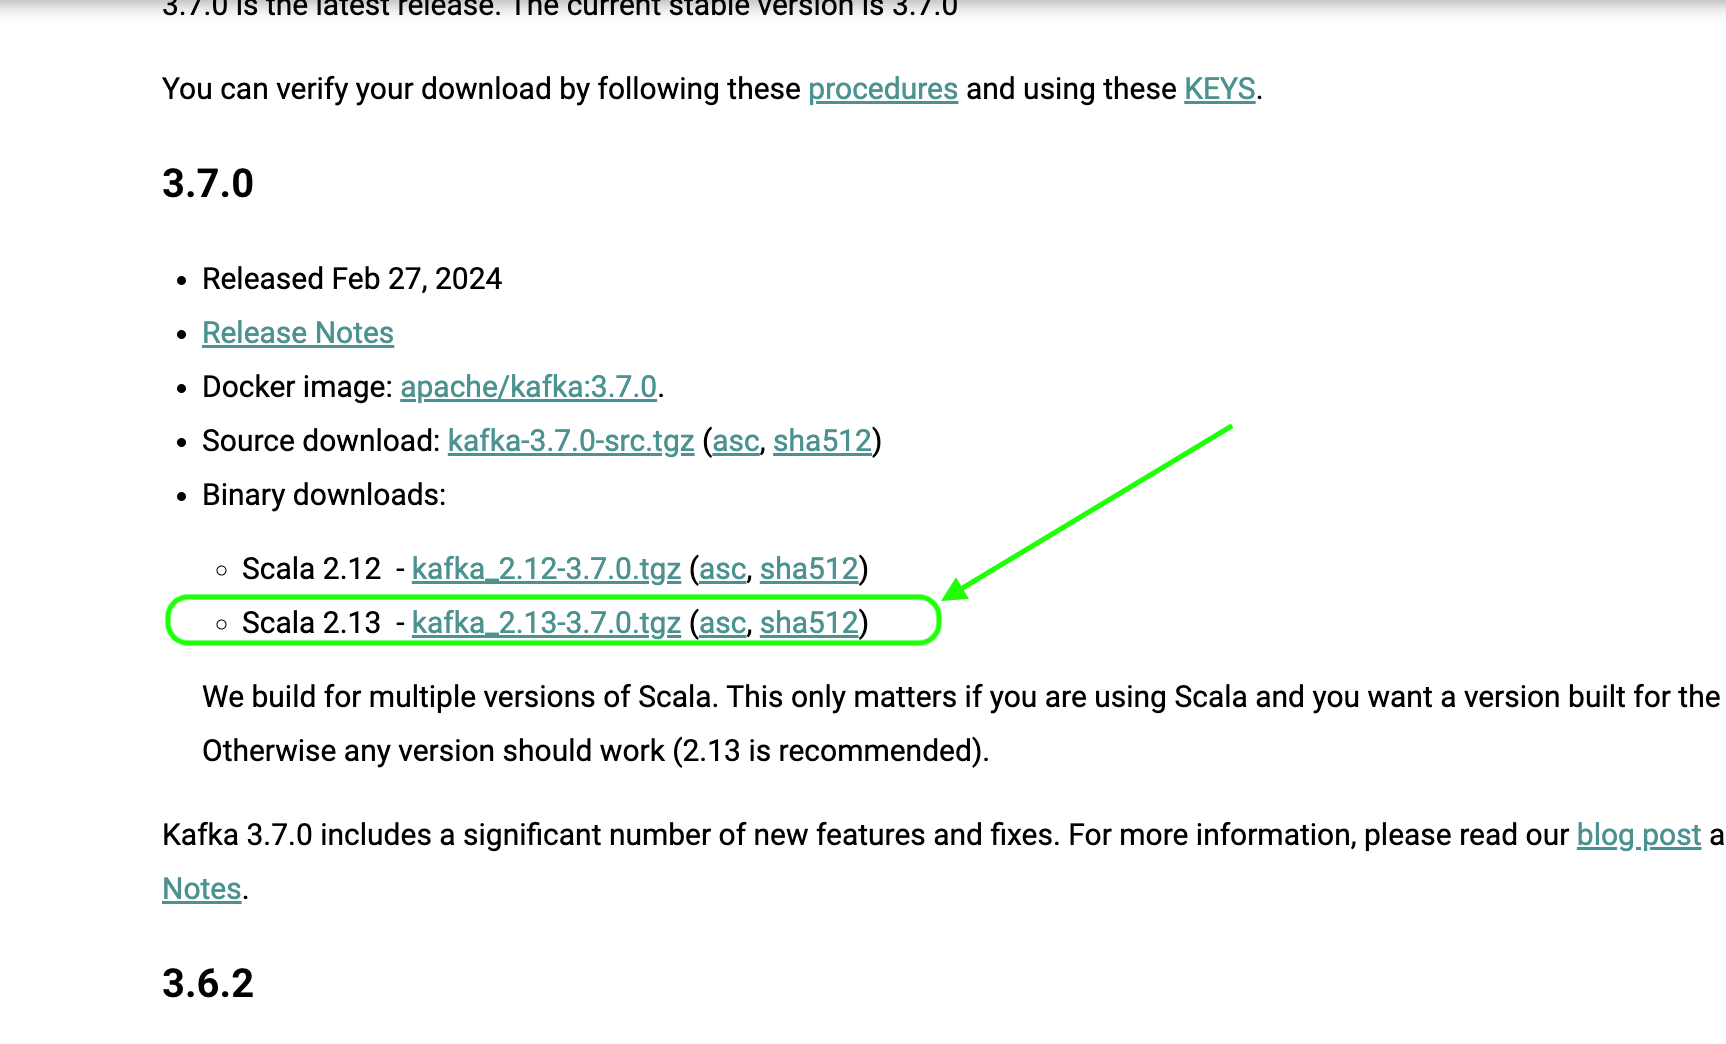 3.7.0 is the latest release. The current stable version is 3.7.0
You can verify your download by following these procedures and using these KEYS.
3.7.0
• Released Feb 27, 2024
• Release Notes
• Docker image: apache/kafka:3.7.0.
• Source download: kafka-3.7.0-src.tgz (asc, sha512)
• Binary downloads:
◦ Scala 2.12 - kafka_2.12-3.7.0.tgz (asc, sha512)
◦ Scala 2.13 - kafka_2.13-3.7.0.tgz (asc, sha512)
We build for multiple versions of Scala. This only matters if you are using Scala and you want a version built for the
Otherwise any version should work (2.13 is recommended).
Kafka 3.7.0 includes a significant number of new features and fixes. For more information, please read our blog post a
Notes.
3.6.2